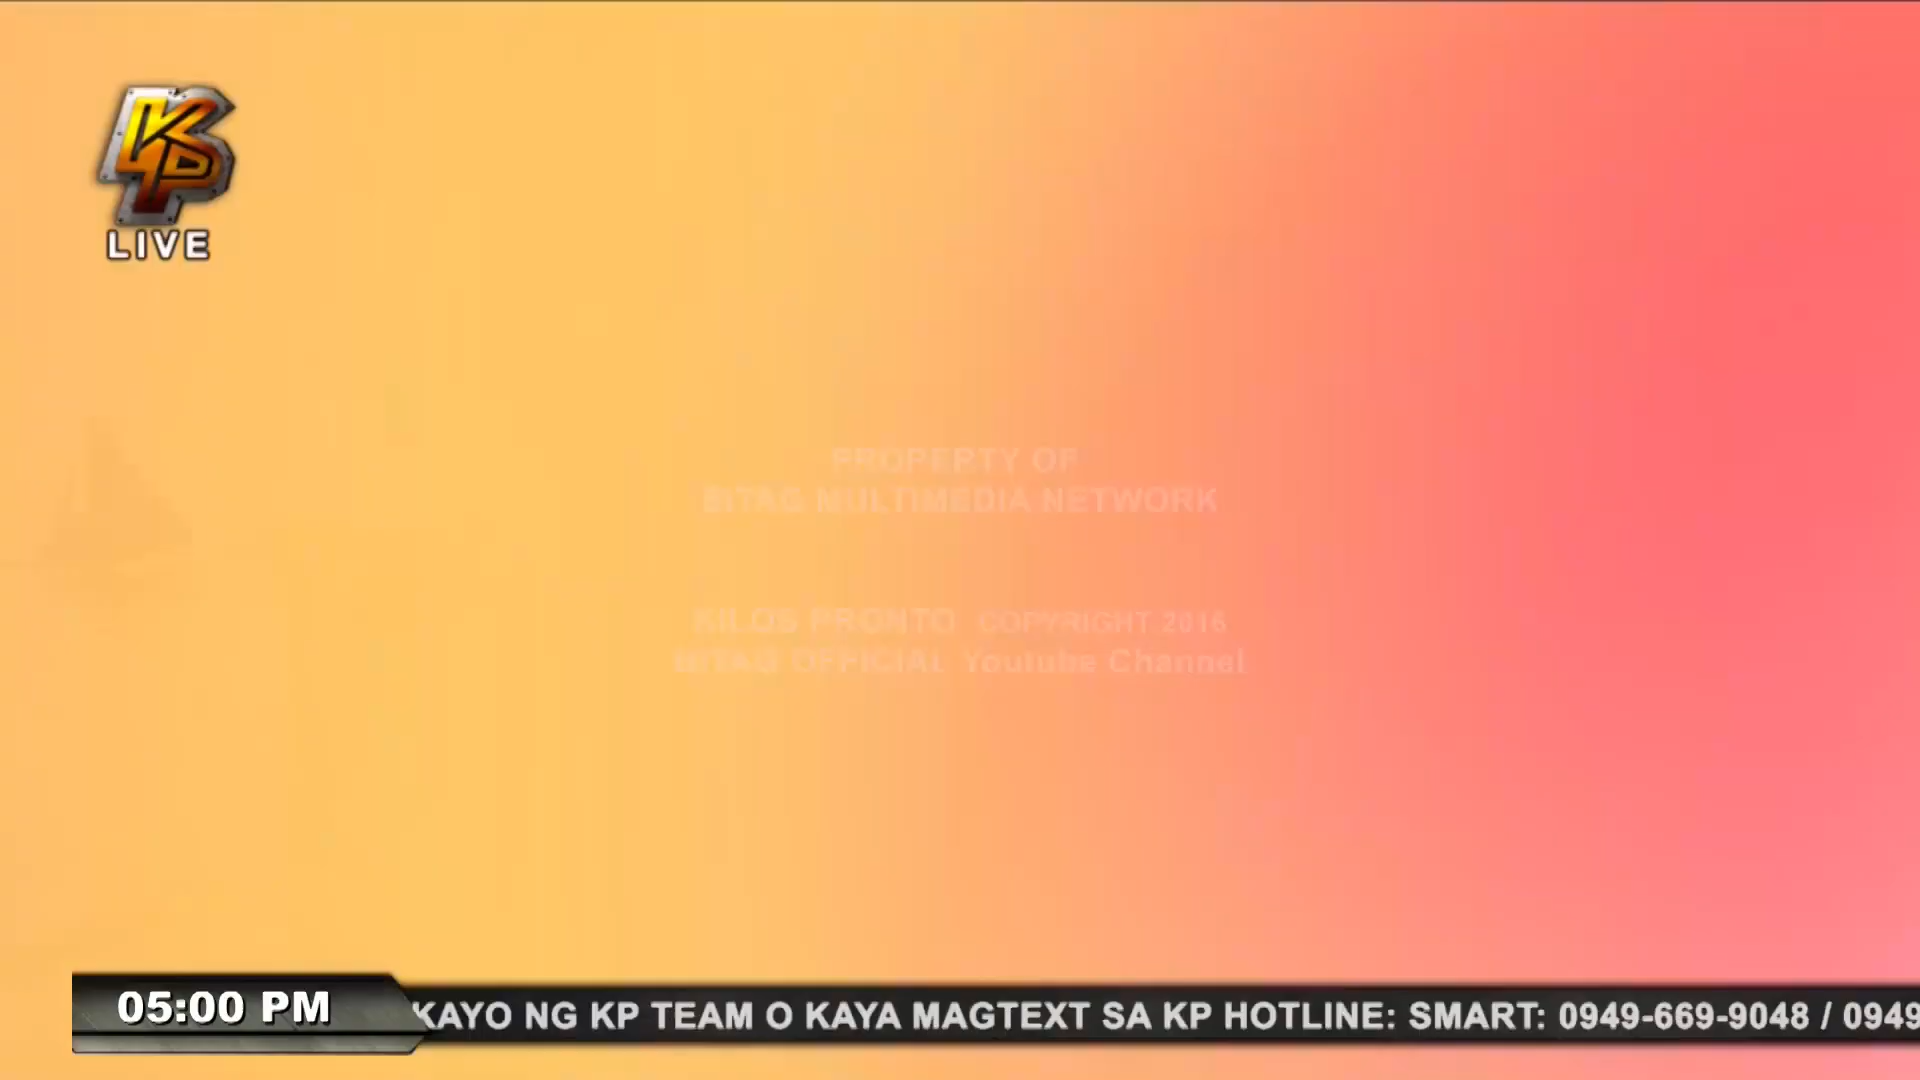 KP
LIVE
PROPERTY OF
BITAG MULTIMEDIA NETWORK
KILOS PRONTO COPYRIGHT 2016
BITAG OFFICIAL Youtube Channel
05:00 PM
KAYO NG KP TEAM O KAYA MAGTEXT SA KP HOTLINE: SMART: 0949-669-9048 / 0949